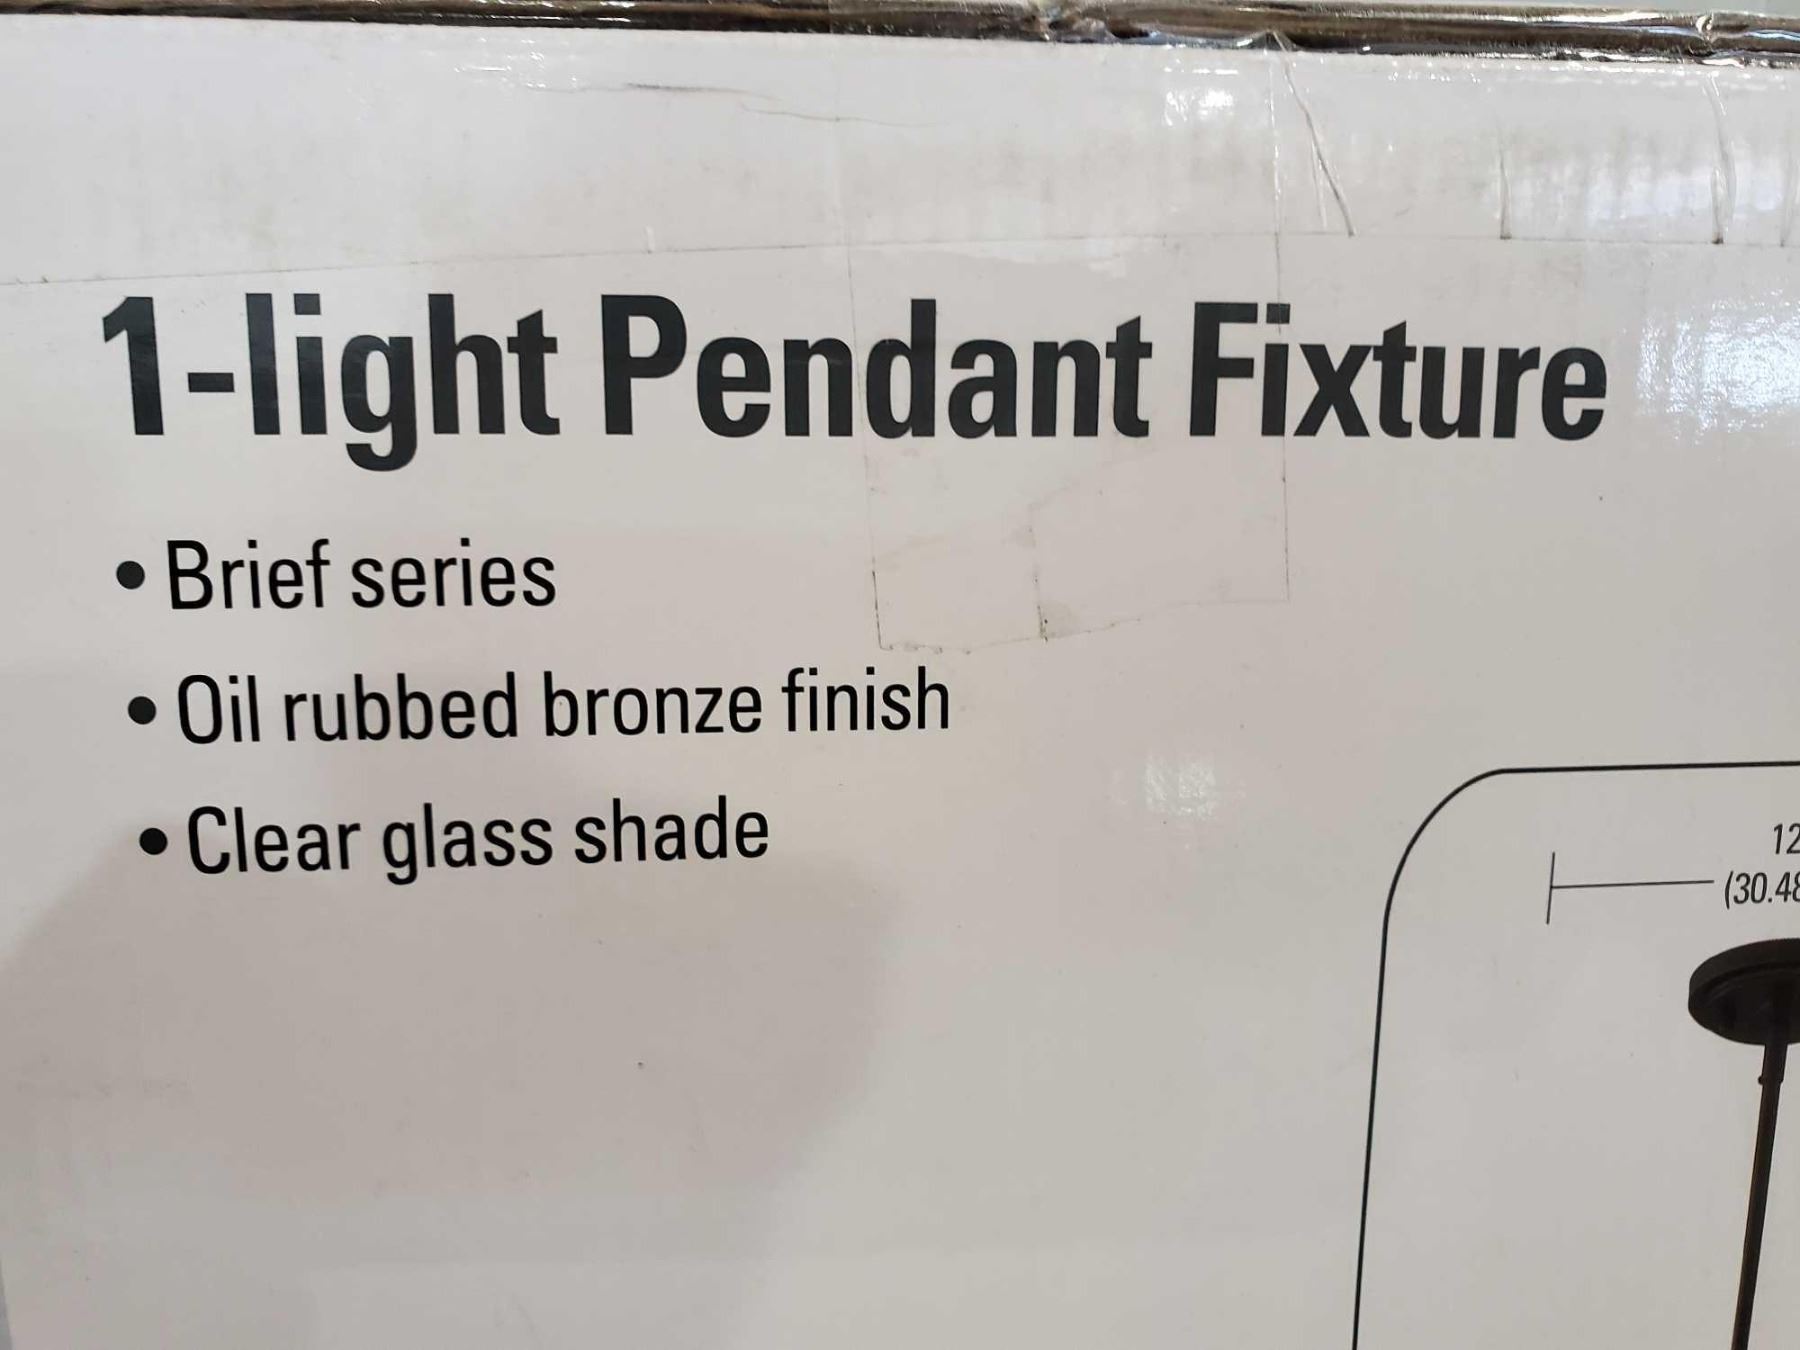 1-light Pendant Fixture
• Brief series
• Oil rubbed bronze finish
• Clear glass shade
12
(30.48